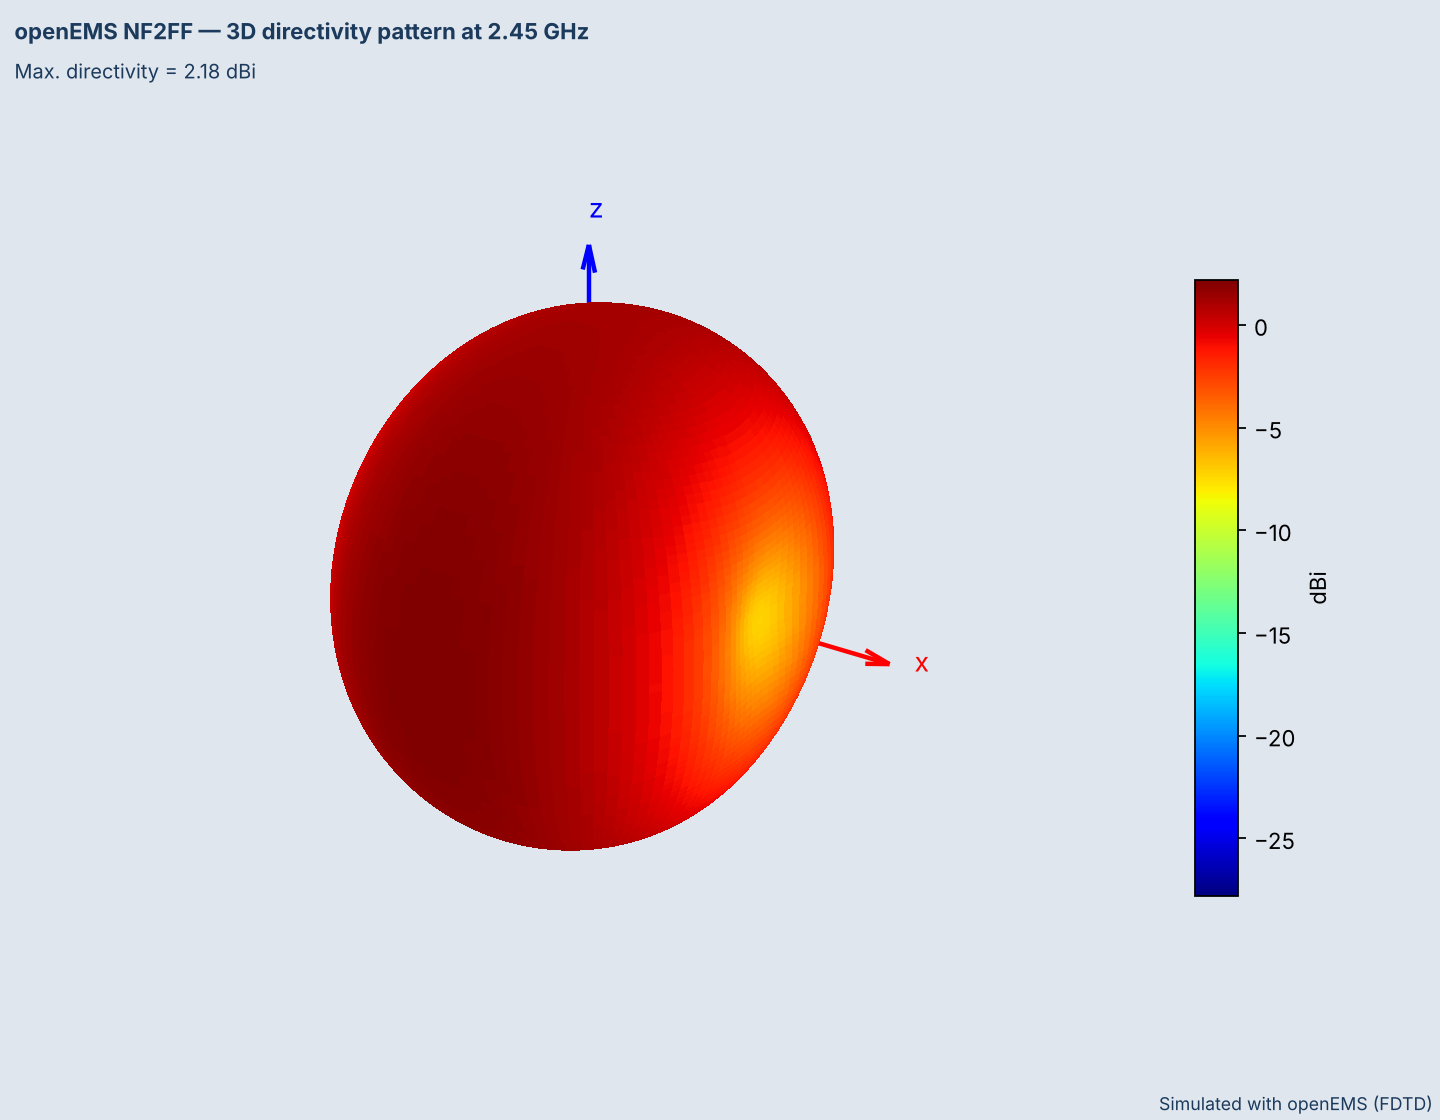 openEMS NF2FF — 3D directivity pattern at 2.45 GHz
Max. directivity = 2.18 dBi
z
x
0
−5
−10
−15
−20
−25
dBi
Simulated with openEMS (FDTD)